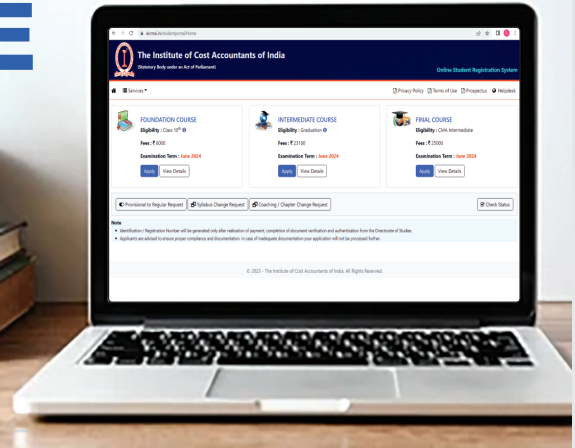 eicmai.in/studentportal/Home
The Institute of Cost Accountants of India
(Statutory Body under an Act of Parliament)
Online Student Registration System
Services
Privacy Policy Terms of Use Prospectus Helpdesk
FOUNDATION COURSE
Eligibility : Class 10th
Fees : ₹ 6000
Examination Term : June 2024
Apply View Details
INTERMEDIATE COURSE
Eligibility : Graduation
Fees : ₹ 23100
Examination Term : June 2024
Apply View Details
FINAL COURSE
Eligibility : CMA Intermediate
Fees : ₹ 25000
Examination Term : June 2024
Apply View Details
Provisional to Regular Request Syllabus Change Request Coaching / Chapter Change Request Check Status
Note
Identification / Registration Number will be generated only after realisation of payment, completion of document verification and authentication from the Directorate of Studies.
Applicants are advised to ensure proper compliance and documentation. In case of inadequate documentation your application will not be processed further.
© 2023 - The Institute of Cost Accountants of India, All Rights Reserved.